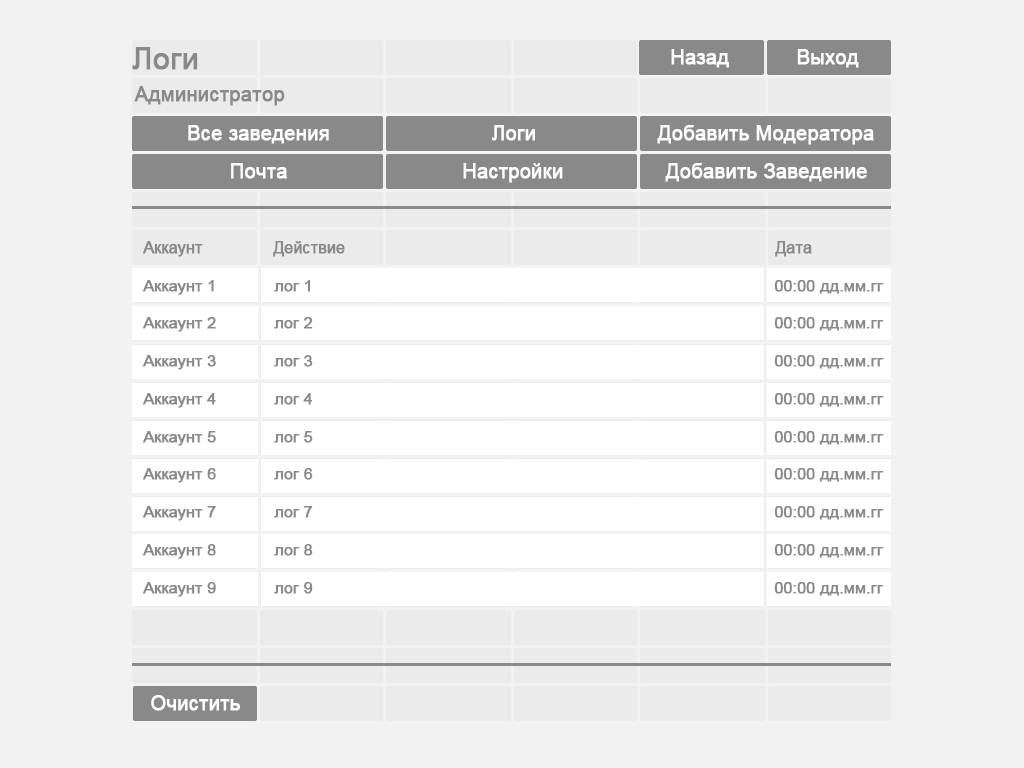 Логи Назад Выход
Администратор
Все заведения Логи Добавить Модератора
Почта Настройки Добавить Заведение
Аккаунт Действие Дата
Аккаунт 1 лог 1 00:00 дд.мм.гг
Аккаунт 2 лог 2 00:00 дд.мм.гг
Аккаунт 3 лог 3 00:00 дд.мм.гг
Аккаунт 4 лог 4 00:00 дд.мм.гг
Аккаунт 5 лог 5 00:00 дд.мм.гг
Аккаунт 6 лог 6 00:00 дд.мм.гг
Аккаунт 7 лог 7 00:00 дд.мм.гг
Аккаунт 8 лог 8 00:00 дд.мм.гг
Аккаунт 9 лог 9 00:00 дд.мм.гг
Очистить